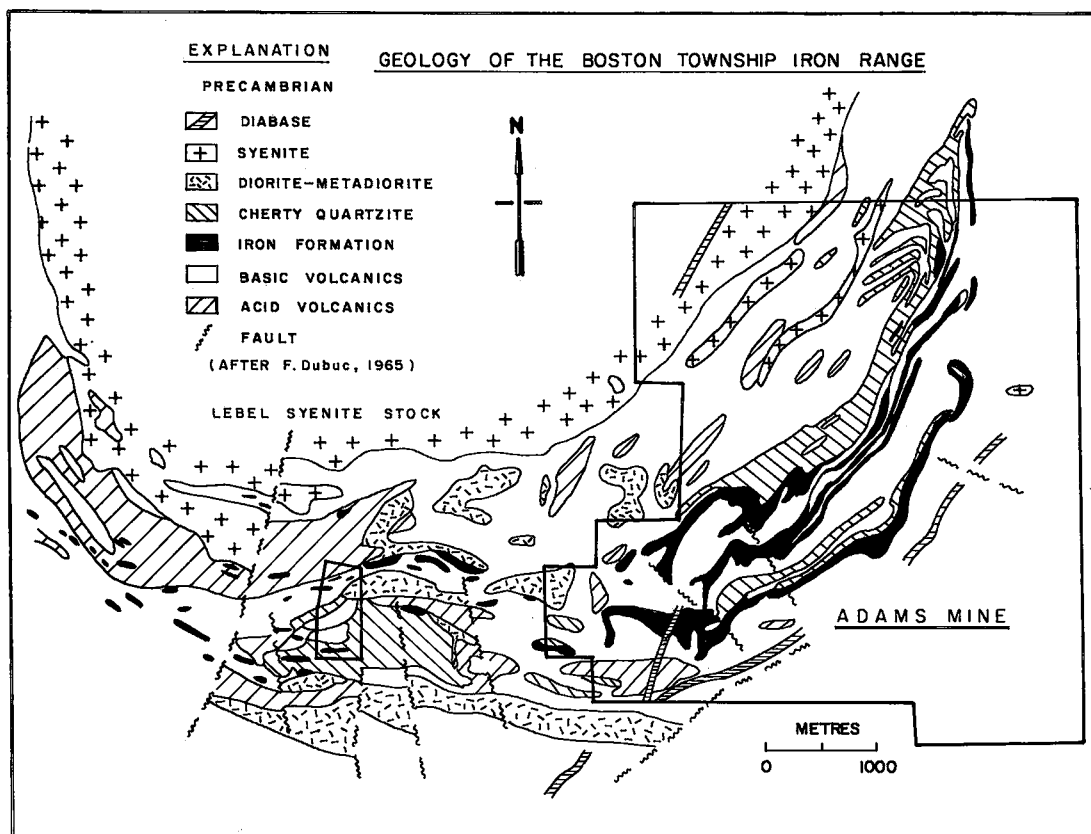 EXPLANATION
GEOLOGY OF THE BOSTON TOWNSHIP IRON RANGE
PRECAMBRIAN
DIABASE
SYENITE
DIORITE-METADIORITE
CHERTY QUARTZITE
IRON FORMATION
BASIC VOLCANICS
ACID VOLCANICS
FAULT
(AFTER F. Dubuc, 1965)
N
LEBEL SYENITE STOCK
ADAMS MINE
METRES
0 1000